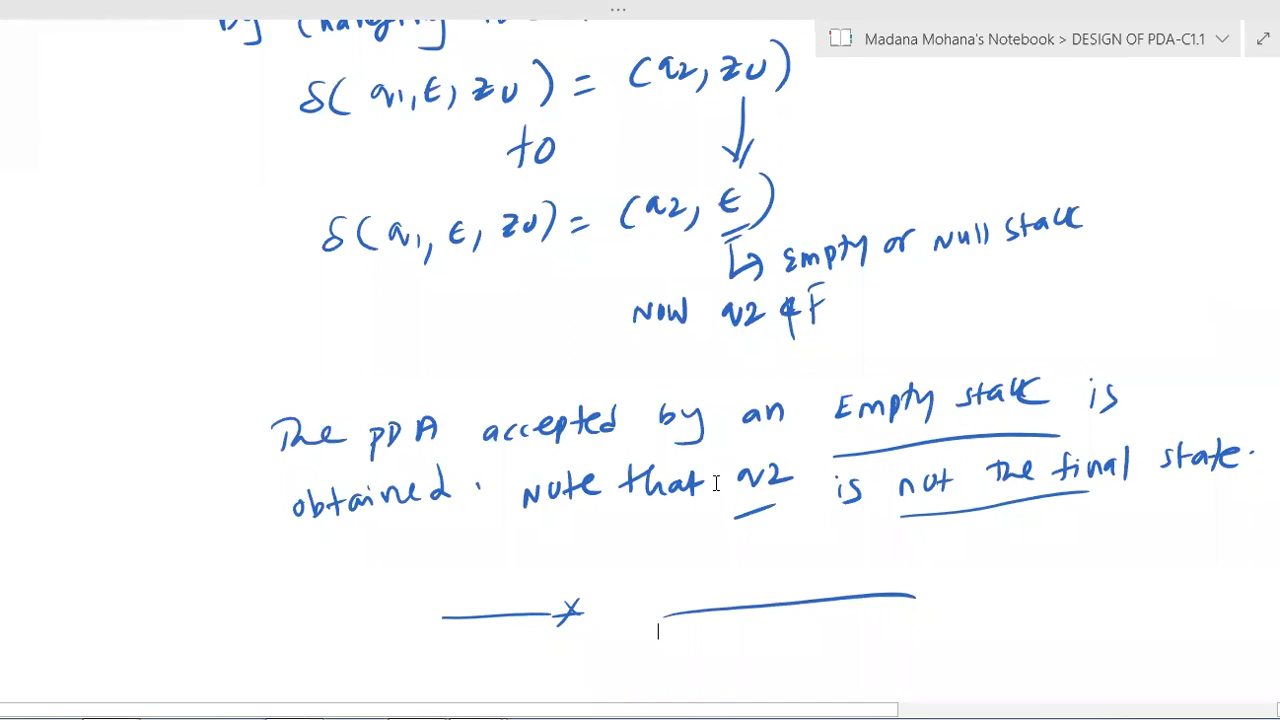 Madana Mohana's Notebook > DESIGN OF PDA-C1.1
By
δ( q1, ε, z0 ) = (q2, z0)
to
δ( q1, ε, z0) = (q2, ε)
Empty or Null stack
NOW q2 ∉ F
The PDA accepted by an Empty stack is
obtained. Note that q2 is not the final state.